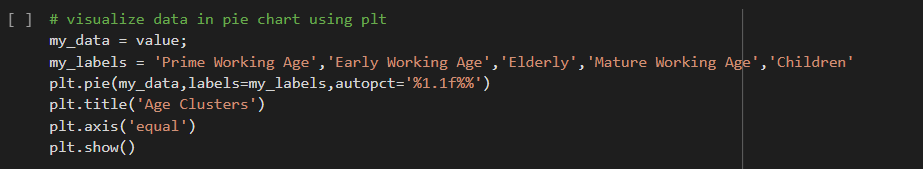 [ ] # visualize data in pie chart using plt
my_data = value;
my_labels = 'Prime Working Age','Early Working Age','Elderly','Mature Working Age','Children'
plt.pie(my_data,labels=my_labels,autopct='%1.1f%%')
plt.title('Age Clusters')
plt.axis('equal')
plt.show()